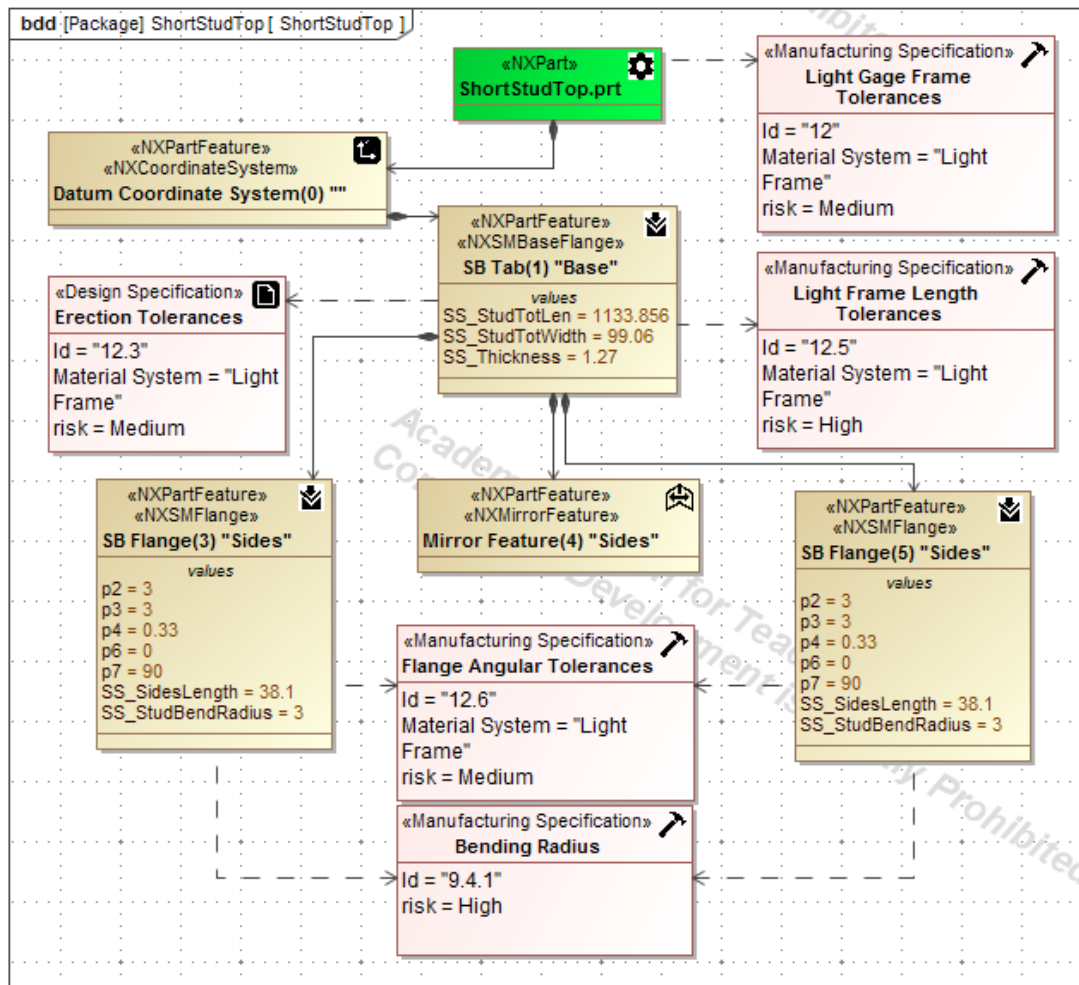 bdd [Package] ShortStudTop [ ShortStudTop ]
«NXPart»
ShortStudTop.prt
«Manufacturing Specification»
Light Gage Frame
Tolerances
Id = "12"
Material System = "Light
Frame"
risk = Medium
«NXPartFeature»
«NXCoordinateSystem»
Datum Coordinate System(0) ""
«NXPartFeature»
«NXSMBaseFlange»
SB Tab(1) "Base"
values
SS_StudTotLen = 1133.856
SS_StudTotWidth = 99.06
SS_Thickness = 1.27
«Manufacturing Specification»
Light Frame Length
Tolerances
Id = "12.5"
Material System = "Light
Frame"
risk = High
«Design Specification»
Erection Tolerances
Id = "12.3"
Material System = "Light
Frame"
risk = Medium
«NXPartFeature»
«NXSMFlange»
SB Flange(3) "Sides"
values
p2 = 3
p3 = 3
p4 = 0.33
p6 = 0
p7 = 90
SS_SidesLength = 38.1
SS_StudBendRadius = 3
«NXPartFeature»
«NXMirrorFeature»
Mirror Feature(4) "Sides"
«NXPartFeature»
«NXSMFlange»
SB Flange(5) "Sides"
values
p2 = 3
p3 = 3
p4 = 0.33
p6 = 0
p7 = 90
SS_SidesLength = 38.1
SS_StudBendRadius = 3
«Manufacturing Specification»
Flange Angular Tolerances
Id = "12.6"
Material System = "Light
Frame"
risk = Medium
«Manufacturing Specification»
Bending Radius
Id = "9.4.1"
risk = High
for
Development is
Prohibited